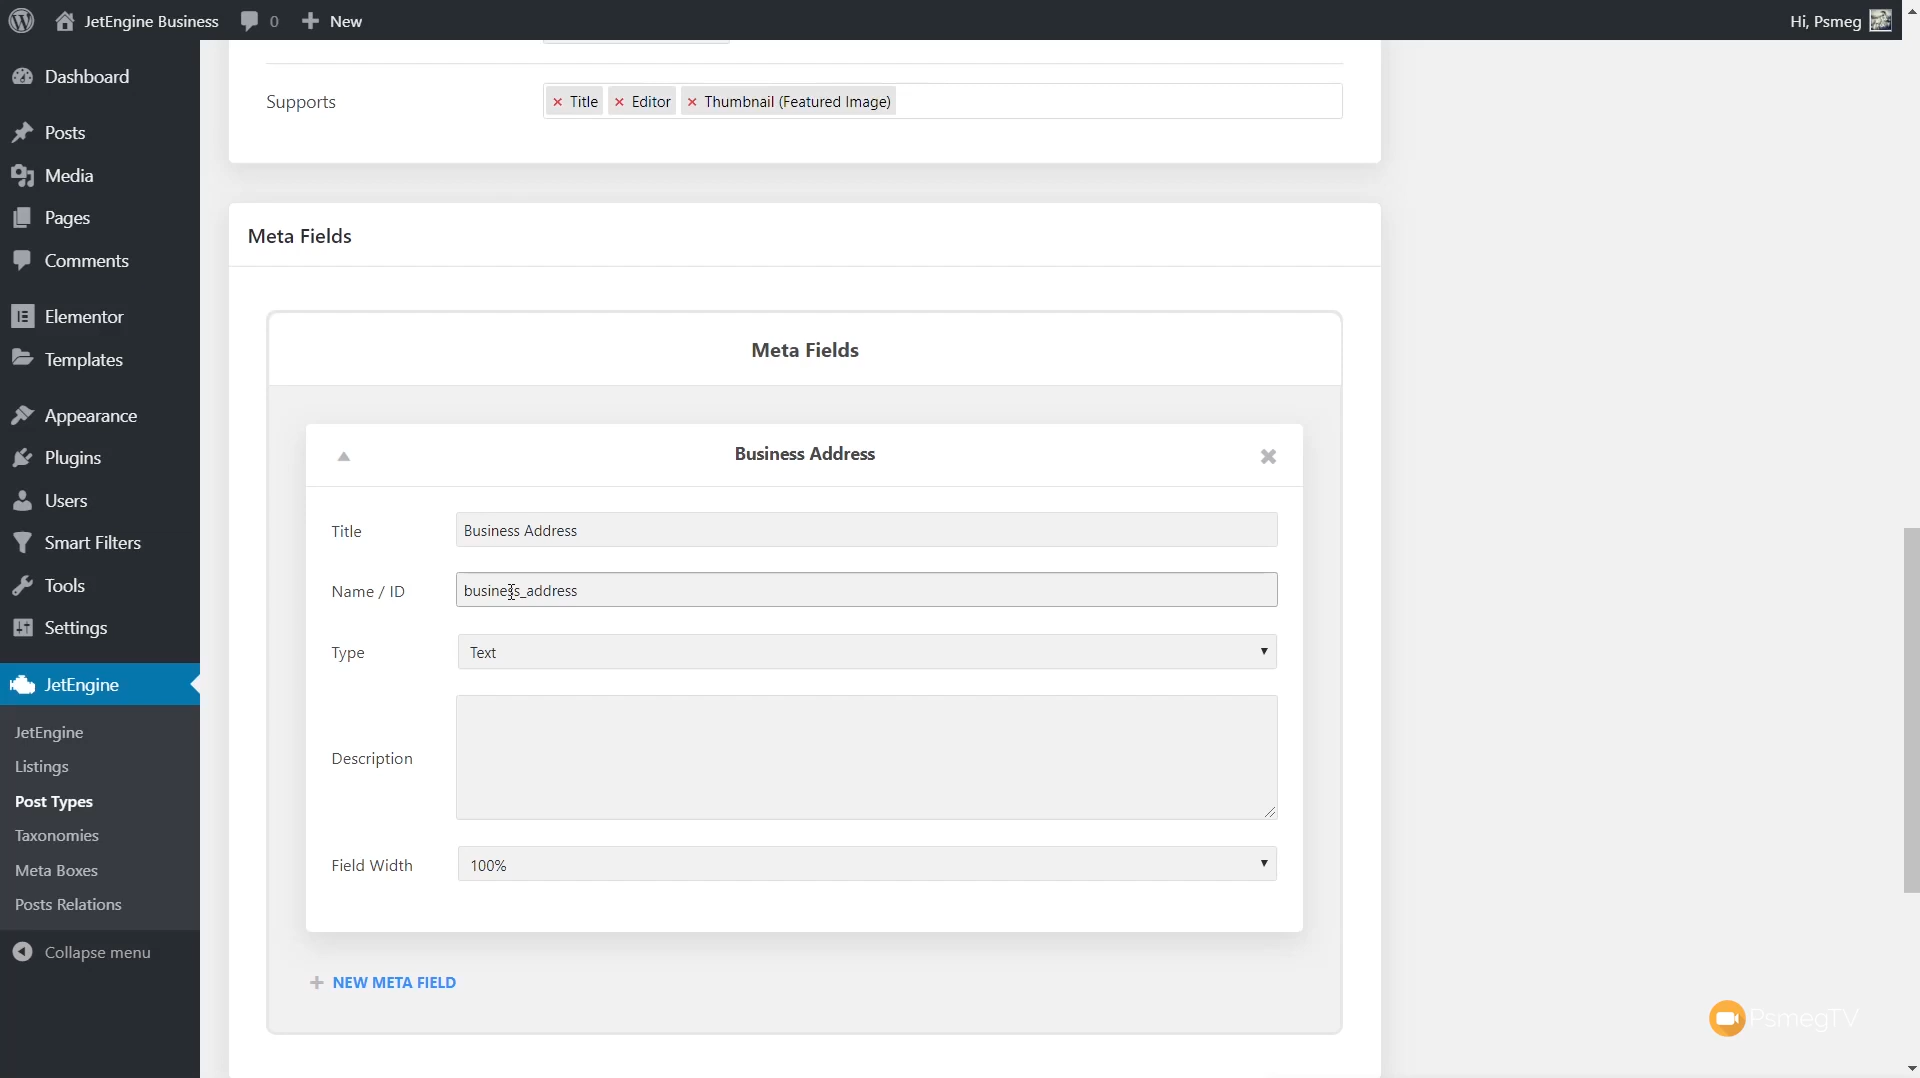 JetEngine Business 0 New Hi, Psmeg
Dashboard
Posts
Media
Pages
Comments
Elementor
Templates
Appearance
Plugins
Users
Smart Filters
Tools
Settings
JetEngine
JetEngine
Listings
Post Types
Taxonomies
Meta Boxes
Posts Relations
Collapse menu
Supports × Title × Editor × Thumbnail (Featured Image)
Meta Fields
Meta Fields
Business Address
Title Business Address
Name / ID business_address
Type Text
Description
Field Width 100%
+ NEW META FIELD
PsmegTV